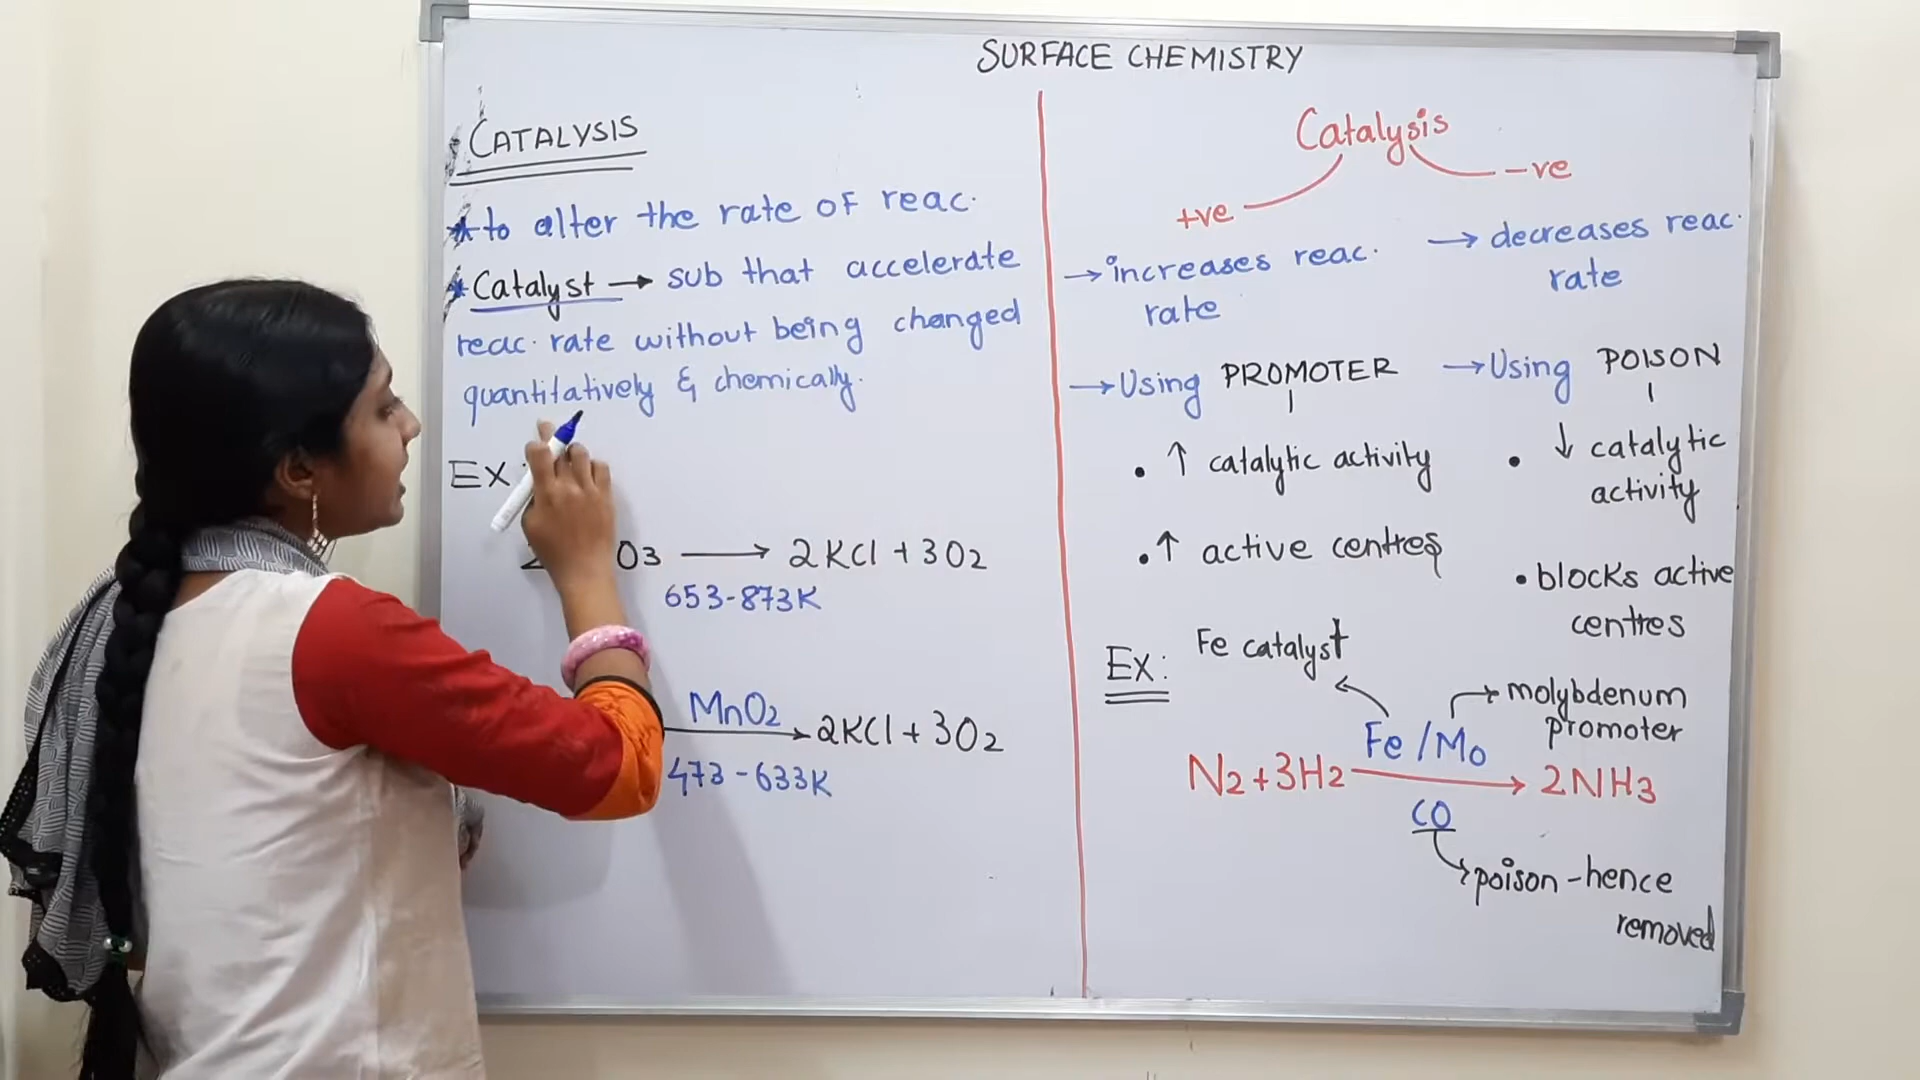 SURFACE CHEMISTRY
CATALYSIS
* to alter the rate of reac.
* Catalyst → sub that accelerate
reac. rate without being changed
quantitatively & chemically.
EX
2 O3 → 2KCl + 3O2
653-873K
MnO2
→ 2KCl + 3O2
473-633K
Catalysis
+ve
-ve
→ increases reac.
rate
→ Using PROMOTER
• ↑ catalytic activity
• ↑ active centres
→ decreases reac.
rate
→ Using POISON
• ↓ catalytic
activity
• blocks active
centres
Ex: Fe catalyst
→ molybdenum
promoter
Fe/Mo
N2 + 3H2 → 2NH3
CO
poison - hence
removed